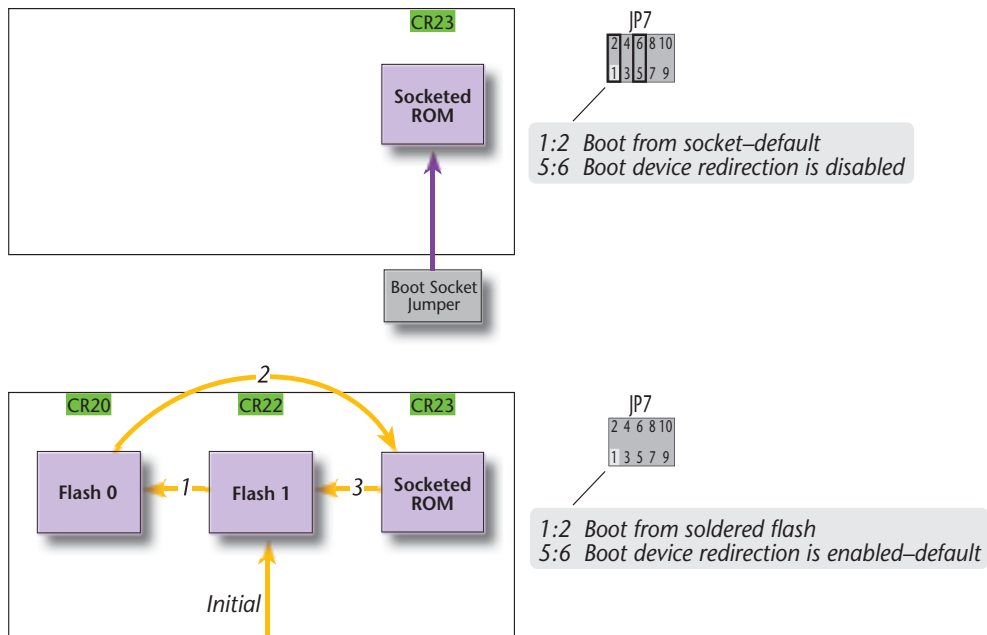 CR23
Socketed
ROM
Boot Socket
Jumper
JP7
2 4 6 8 10
1 3 5 7 9
1:2 Boot from socket–default
5:6 Boot device redirection is disabled
2
CR20
CR22
CR23
Flash 0
1
Flash 1
3
Socketed
ROM
Initial
JP7
2 4 6 8 10
1 3 5 7 9
1:2 Boot from soldered flash
5:6 Boot device redirection is enabled–default